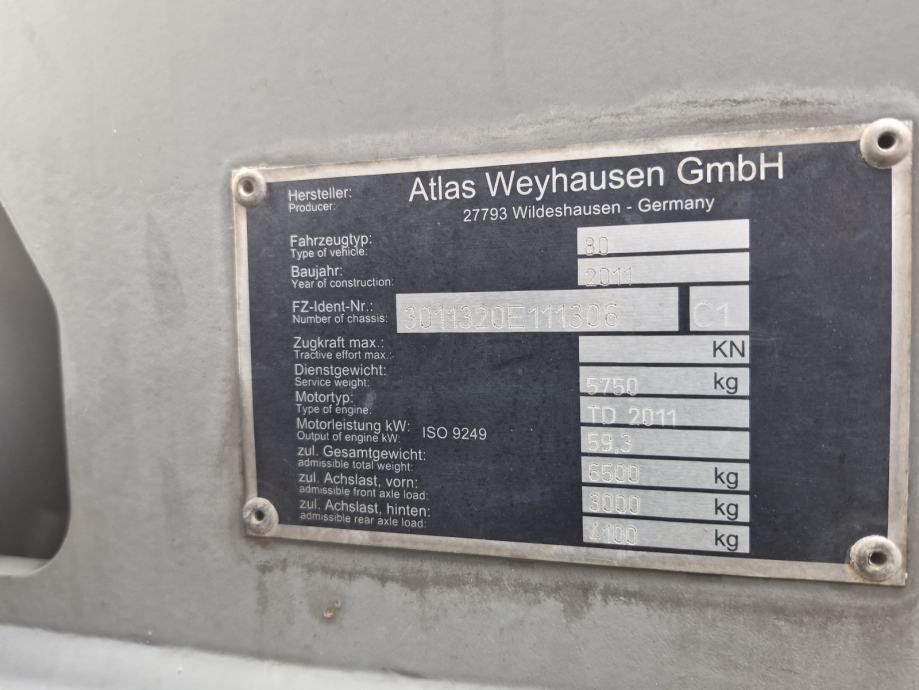 Hersteller: Atlas Weyhausen GmbH
Producer: 27793 Wildeshausen - Germany
Fahrzeugtyp:
Type of vehicle: 80
Baujahr:
Year of construction: 2011
FZ-Ident-Nr.:
Number of chassis: 3011320E111306 C1
Zugkraft max.: KN
Tractive effort max.:
Dienstgewicht:
Service weight: 5750 kg
Motortyp:
Type of engine: TD 2011
Motorleistung kW: ISO 9249
Output of engine kW: 59,3
zul. Gesamtgewicht:
admissible total weight: 6500 kg
zul. Achslast, vorn:
admissible front axle load: 3000 kg
zul. Achslast, hinten:
admissible rear axle load: 4100 kg